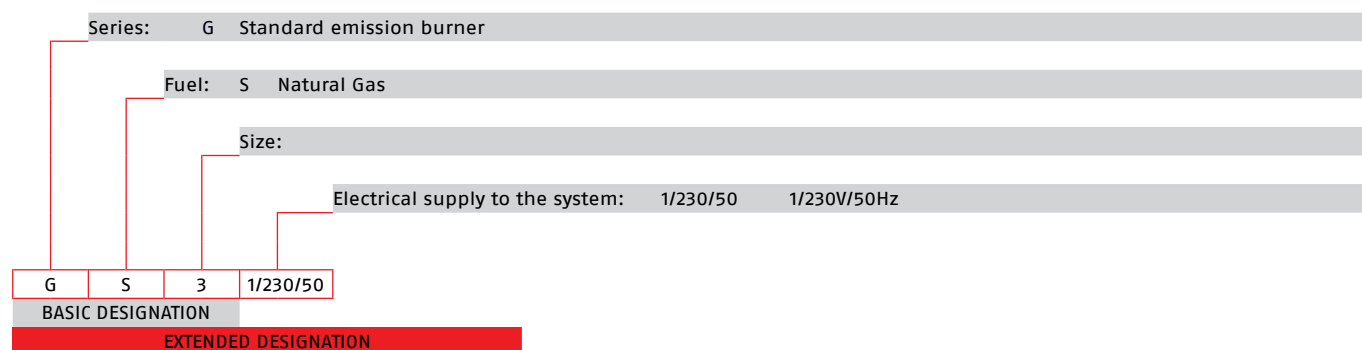 Series: G Standard emission burner
Fuel: S Natural Gas
Size:
Electrical supply to the system: 1/230/50 1/230V/50Hz
G S 3 1/230/50
BASIC DESIGNATION
EXTENDED DESIGNATION